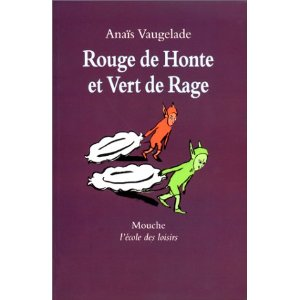 Anaïs Vaugelade
Rouge de Honte
et Vert de Rage
Mouche
l'école des loisirs